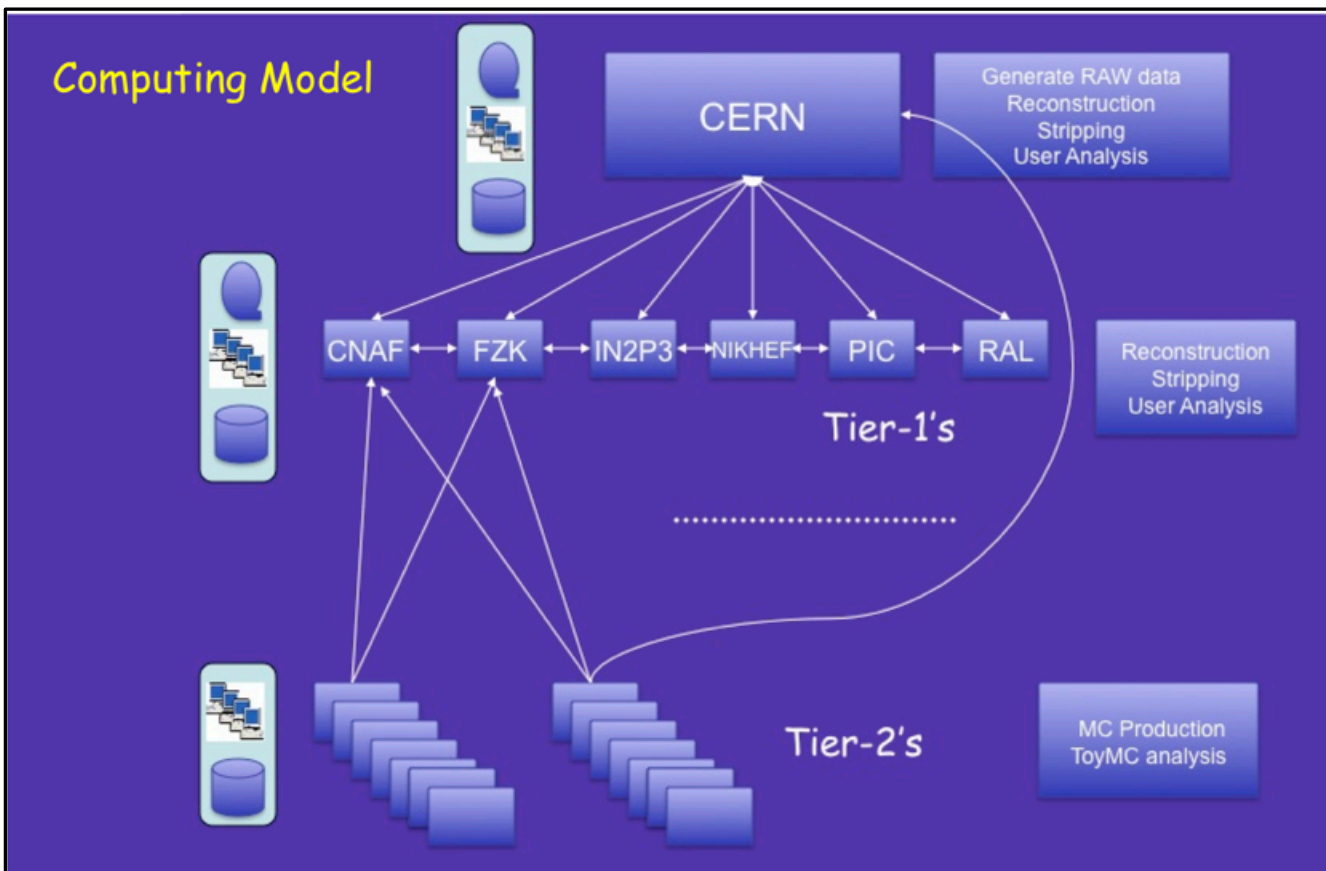 Computing Model
CERN
Generate RAW data
Reconstruction
Stripping
User Analysis
CNAF
FZK
IN2P3
NIKHEF
PIC
RAL
Reconstruction
Stripping
User Analysis
Tier-1's
Tier-2's
MC Production
ToyMC analysis